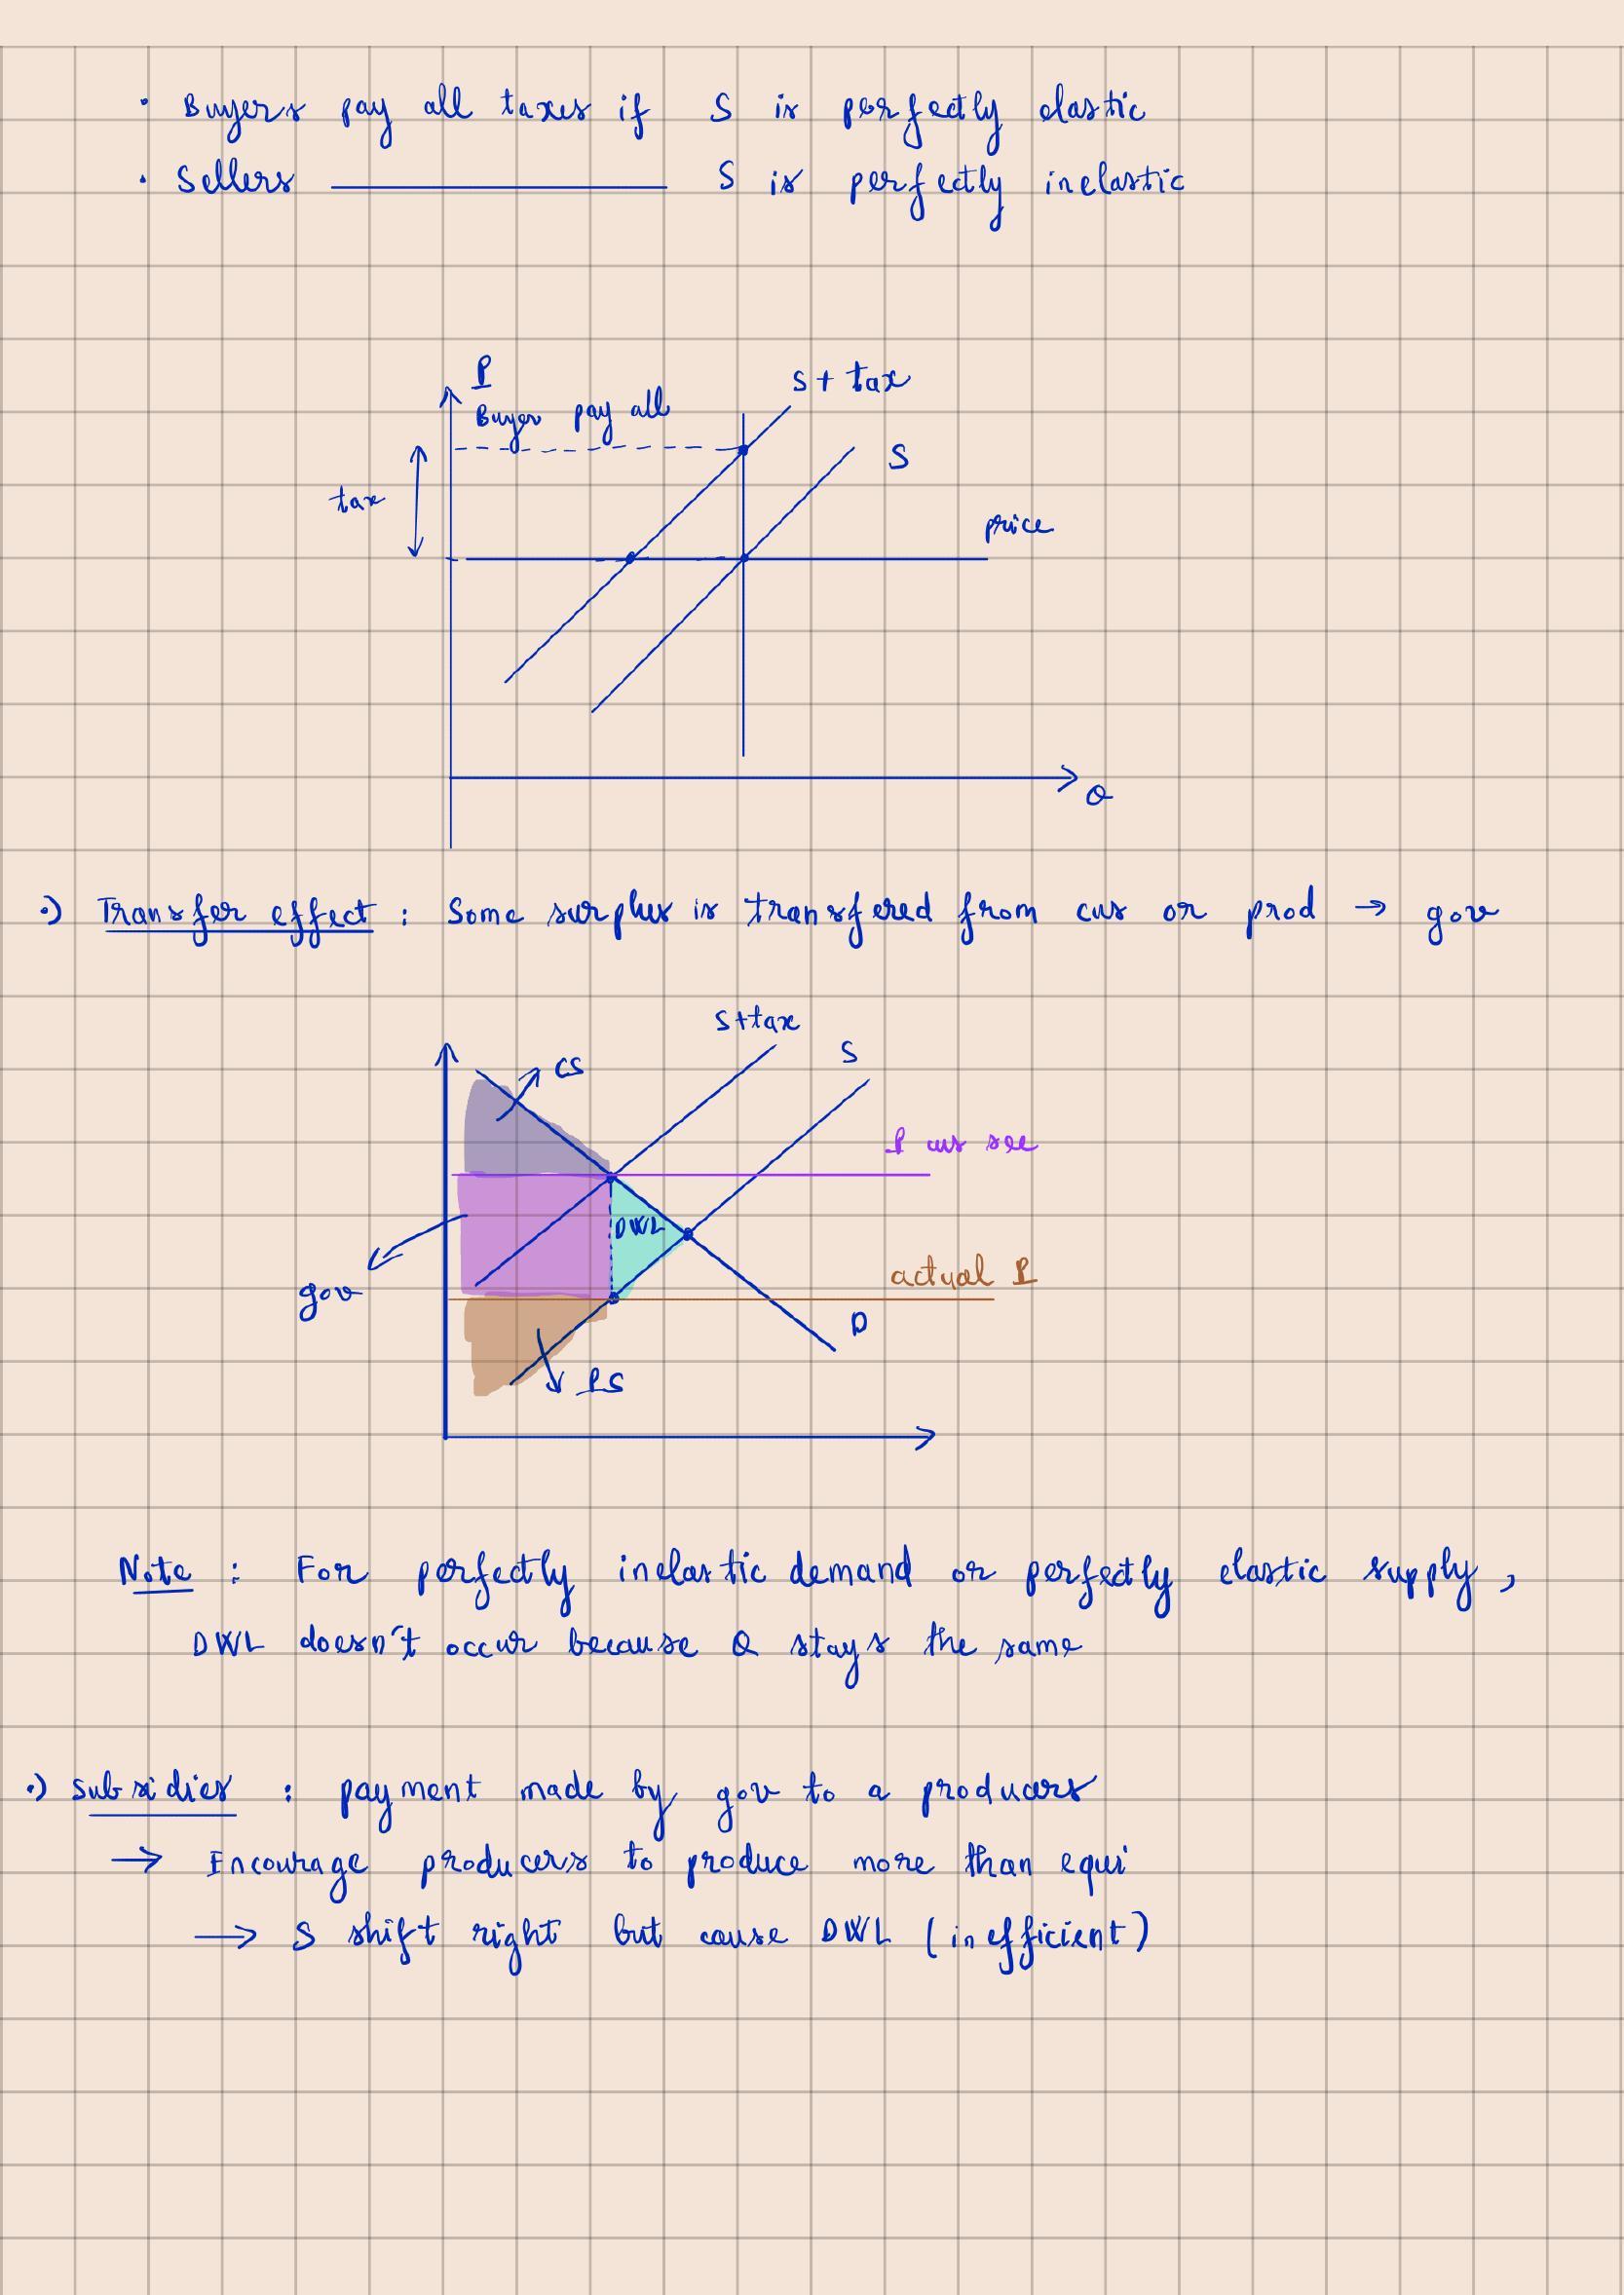 · Buyers pay all taxes if S is perfectly elastic
· Sellers ____________ S is perfectly inelastic
P
S + tax
Buyer pay all
S
tax
price
Q
·) Transfer effect : Some surplus is transfered from cus or prod → gov
S+tax
S
CS
P cus see
DWL
gov
actual P
D
PS
Note : For perfectly inelastic demand or perfectly elastic supply,
DWL doesn't occur because Q stays the same
·) Subsidies : payment made by gov to a producers
→ Encourage producers to produce more than equi
→ S shift right but cause DWL (inefficient)